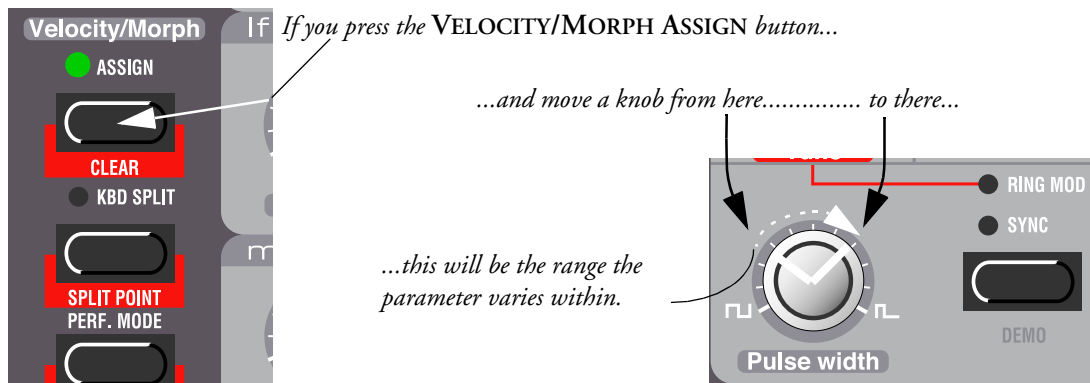 If you press the VELOCITY/MORPH ASSIGN button...
Velocity/Morph
ASSIGN
CLEAR
KBD SPLIT
SPLIT POINT
PERF. MODE
...and move a knob from here............... to there...
...this will be the range the
parameter varies within.
RING MOD
SYNC
DEMO
Pulse width